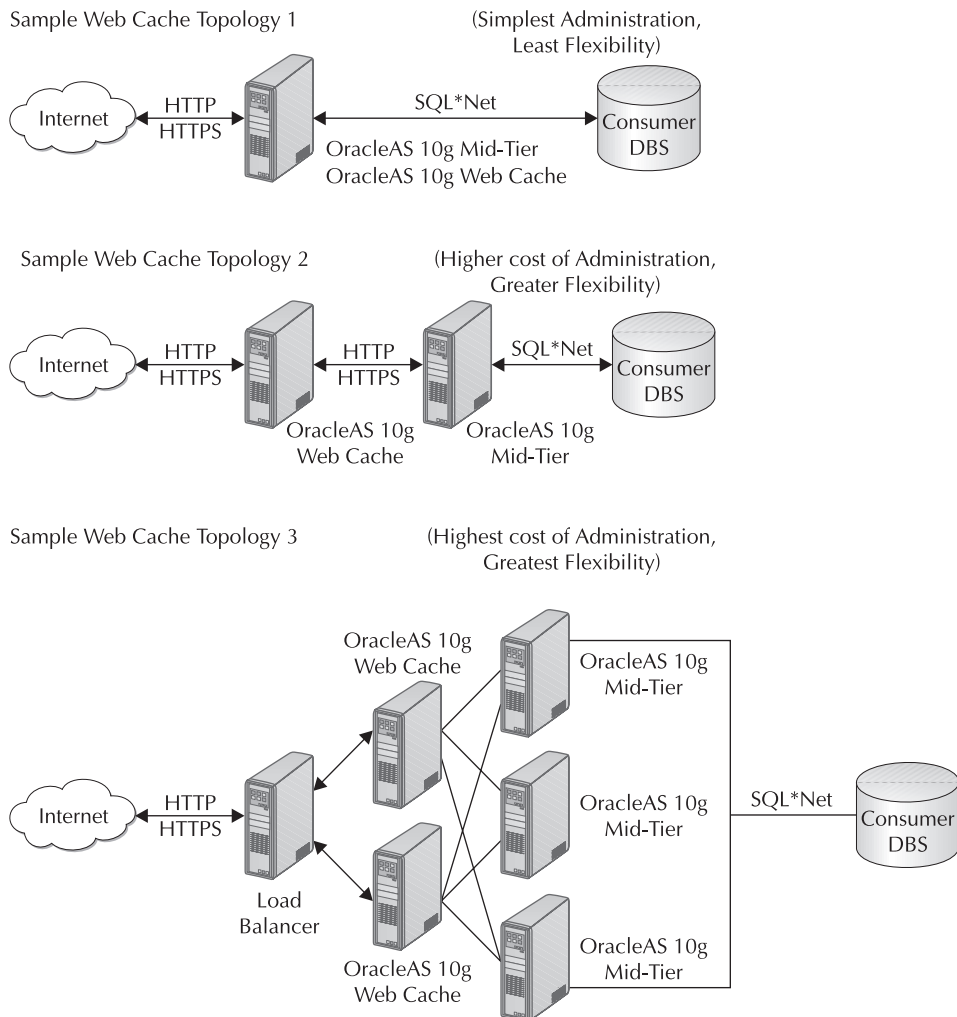 Sample Web Cache Topology 1
(Simplest Administration,
Least Flexibility)
Internet
HTTP
HTTPS
SQL*Net
OracleAS 10g Mid-Tier
OracleAS 10g Web Cache
Consumer
DBS
Sample Web Cache Topology 2
(Higher cost of Administration,
Greater Flexibility)
Internet
HTTP
HTTPS
OracleAS 10g
Web Cache
HTTP
HTTPS
OracleAS 10g
Mid-Tier
SQL*Net
Consumer
DBS
Sample Web Cache Topology 3
(Highest cost of Administration,
Greatest Flexibility)
Internet
HTTP
HTTPS
Load
Balancer
OracleAS 10g
Web Cache
OracleAS 10g
Web Cache
OracleAS 10g
Mid-Tier
OracleAS 10g
Mid-Tier
OracleAS 10g
Mid-Tier
SQL*Net
Consumer
DBS